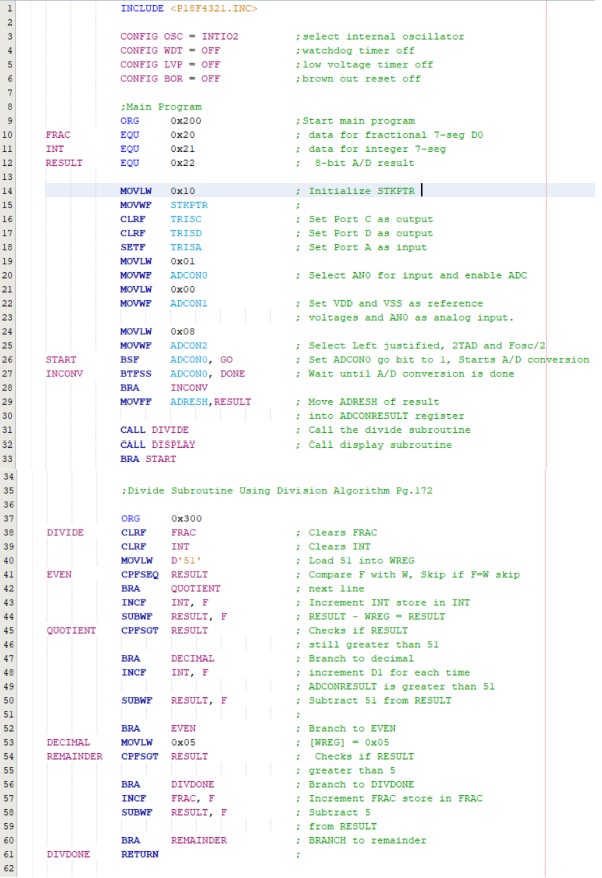 1 INCLUDE <P18F4321.INC>
2
3 CONFIG OSC = INTIO2 ;select internal oscillator
4 CONFIG WDT = OFF ;watchdog timer off
5 CONFIG LVP = OFF ;low voltage timer off
6 CONFIG BOR = OFF ;brown out reset off
7
8 ;Main Program
9 ORG 0x200 ;Start main program
10 FRAC EQU 0x20 ; data for fractional 7-seg D0
11 INT EQU 0x21 ; data for integer 7-seg
12 RESULT EQU 0x22 ; 8-bit A/D result
13
14 MOVLW 0x10 ; Initialize STKPTR
15 MOVWF STKPTR ;
16 CLRF TRISC ; Set Port C as output
17 CLRF TRISD ; Set Port D as output
18 SETF TRISA ; Set Port A as input
19 MOVLW 0x01
20 MOVWF ADCON0 ; Select AN0 for input and enable ADC
21 MOVLW 0x00
22 MOVWF ADCON1 ; Set VDD and VSS as reference
23 ; voltages and AN0 as analog input.
24 MOVLW 0x08
25 MOVWF ADCON2 ; Select Left justified, 2TAD and Fosc/2
26 START BSF ADCON0, GO ; Set ADCON0 go bit to 1, Starts A/D conversion
27 INCONV BTFSS ADCON0, DONE ; Wait until A/D conversion is done
28 BRA INCONV
29 MOVFF ADRESH,RESULT ; Move ADRESH of result
30 ; into ADCONRESULT register
31 CALL DIVIDE ; Call the divide subroutine
32 CALL DISPLAY ; Call display subroutine
33 BRA START
34
35 ;Divide Subroutine Using Division Algorithm Pg.172
36
37 ORG 0x300
38 DIVIDE CLRF FRAC ; Clears FRAC
39 CLRF INT ; Clears INT
40 MOVLW D'51' ; Load 51 into WREG
41 EVEN CPFSEQ RESULT ; Compare F with W, Skip if F=W skip
42 BRA QUOTIENT ; next line
43 INCF INT, F ; Increment INT store in INT
44 SUBWF RESULT, F ; RESULT - WREG = RESULT
45 QUOTIENT CPFSGT RESULT ; Checks if RESULT
46 ; still greater than 51
47 BRA DECIMAL ; Branch to decimal
48 INCF INT, F ; increment D1 for each time
49 ; ADCONRESULT is greater than 51
50 SUBWF RESULT, F ; Subtract 51 from RESULT
51 ;
52 BRA EVEN ; Branch to EVEN
53 DECIMAL MOVLW 0x05 ; [WREG] = 0x05
54 REMAINDER CPFSGT RESULT ; Checks if RESULT
55 ; greater than 5
56 BRA DIVDONE ; Branch to DIVDONE
57 INCF FRAC, F ; Increment FRAC store in FRAC
58 SUBWF RESULT, F ; Subtract 5
59 ; from RESULT
60 BRA REMAINDER ; BRANCH to remainder
61 DIVDONE RETURN ;
62